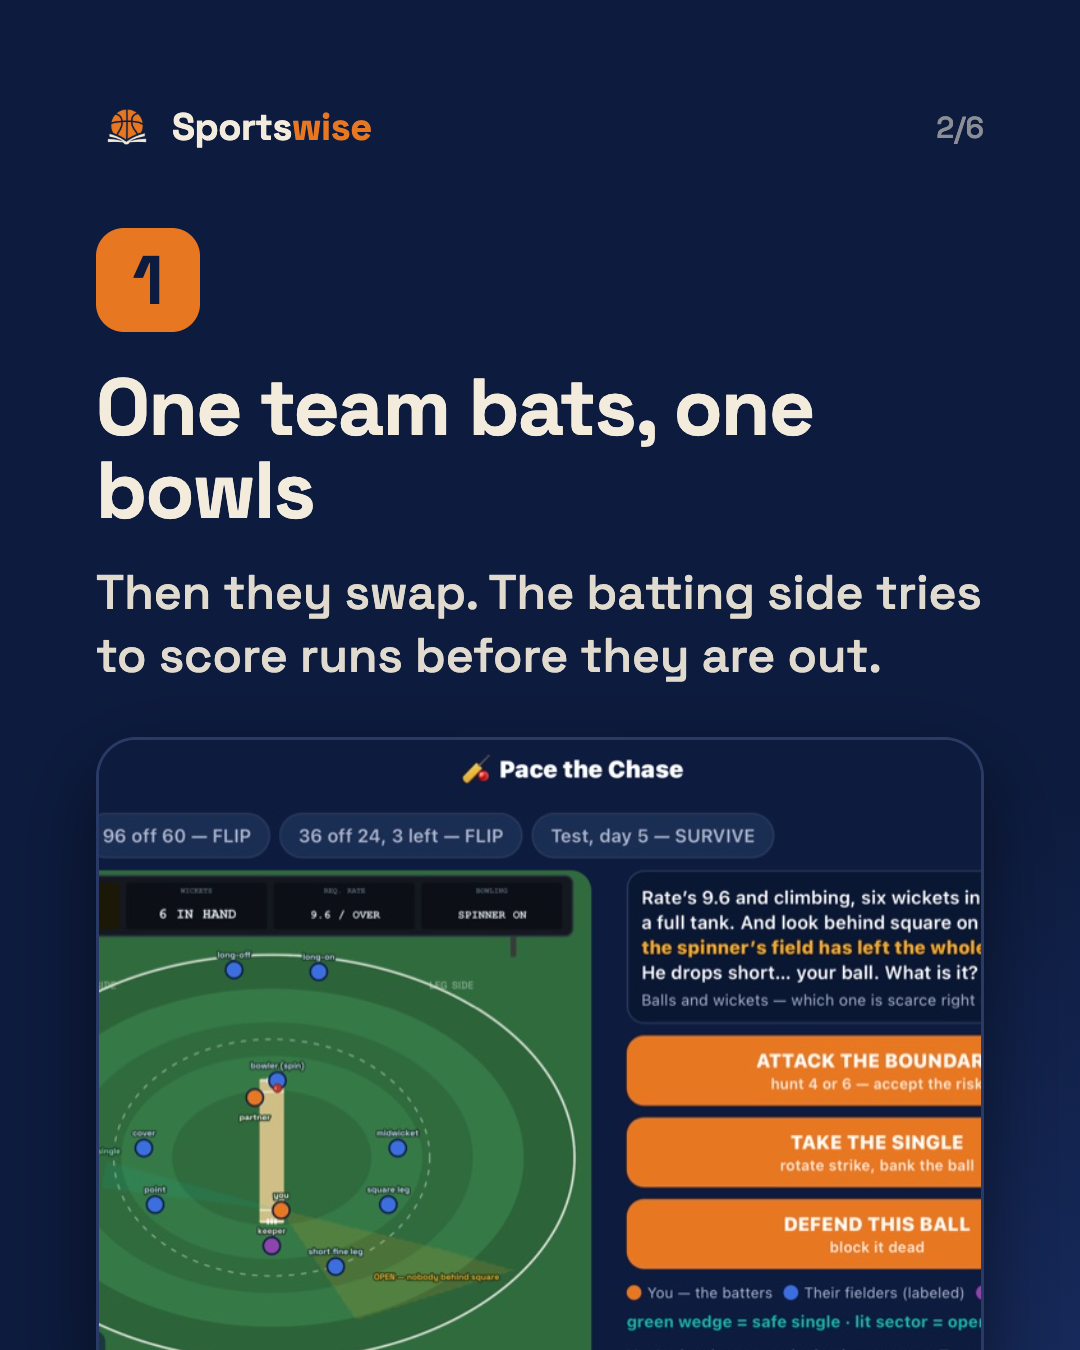 Sportswise
2/6
1
One team bats, one
bowls
Then they swap. The batting side tries
to score runs before they are out.
Pace the Chase
96 off 60 — FLIP
36 off 24, 3 left — FLIP
Test, day 5 — SURVIVE
WICKETS
6 IN HAND
REQ. RATE
9.6 / OVER
BOWLING
SPINNER ON
long-off
long-on
LEG SIDE
bowler (spin)
partner
cover
midwicket
single
point
square leg
you
keeper
short fine leg
OPEN — nobody behind square
Rate's 9.6 and climbing, six wickets in
a full tank. And look behind square on
the spinner's field has left the whole
He drops short... your ball. What is it?
Balls and wickets — which one is scarce right
ATTACK THE BOUNDAR
hunt 4 or 6 — accept the risk
TAKE THE SINGLE
rotate strike, bank the ball
DEFEND THIS BALL
block it dead
You — the batters
Their fielders (labeled)
green wedge = safe single · lit sector = open